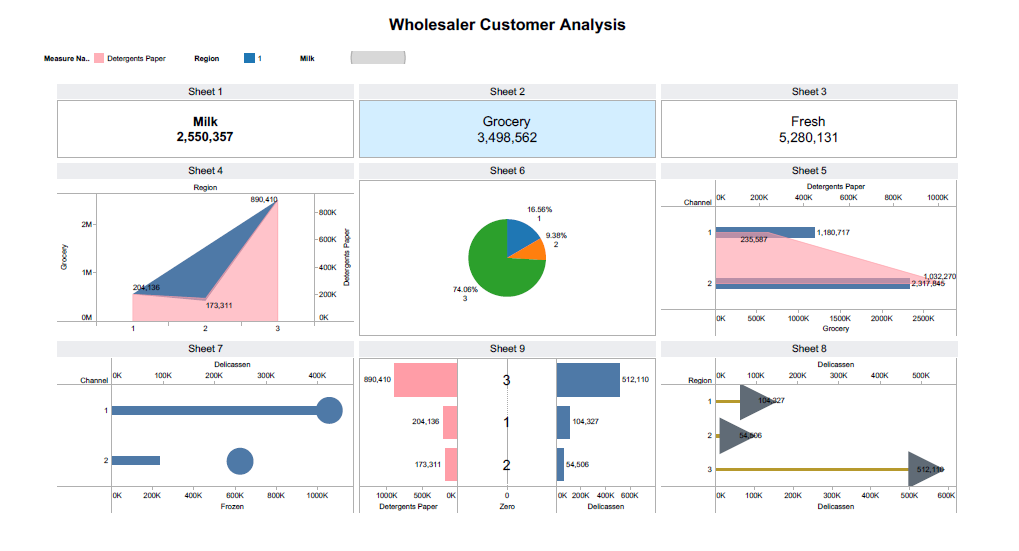 Wholesaler Customer Analysis
Measure Na.. Detergents Paper Region 1 Milk
Sheet 1 Sheet 2 Sheet 3
Milk Grocery Fresh
2,550,357 3,498,562 5,280,131
Sheet 4
Region
Grocery
2M
1M
0M
890,410
204,136
173,311
800K
600K
400K
200K
0K
Detergents Paper
1 2 3
Sheet 6
16.56%
1
9.38%
2
74.06%
3
Sheet 5
Detergents Paper
Channel 0K 200K 400K 600K 800K 1000K
1 1,180,717
235,587
1,032,270
2 2,317,845
0K 500K 1000K 1500K 2000K 2500K
Grocery
Sheet 7
Delicassen
Channel 0K 100K 200K 300K 400K
1
2
0K 200K 400K 600K 800K 1000K
Frozen
Sheet 9
890,410 3 512,110
204,136 1 104,327
173,311 2 54,506
1000K 500K 0K 0 0K 200K 400K 600K
Detergents Paper Zero Delicassen
Sheet 8
Delicassen
Region 0K 100K 200K 300K 400K 500K
1 104,327
2 54,506
3 512,110
0K 100K 200K 300K 400K 500K 600K
Delicassen